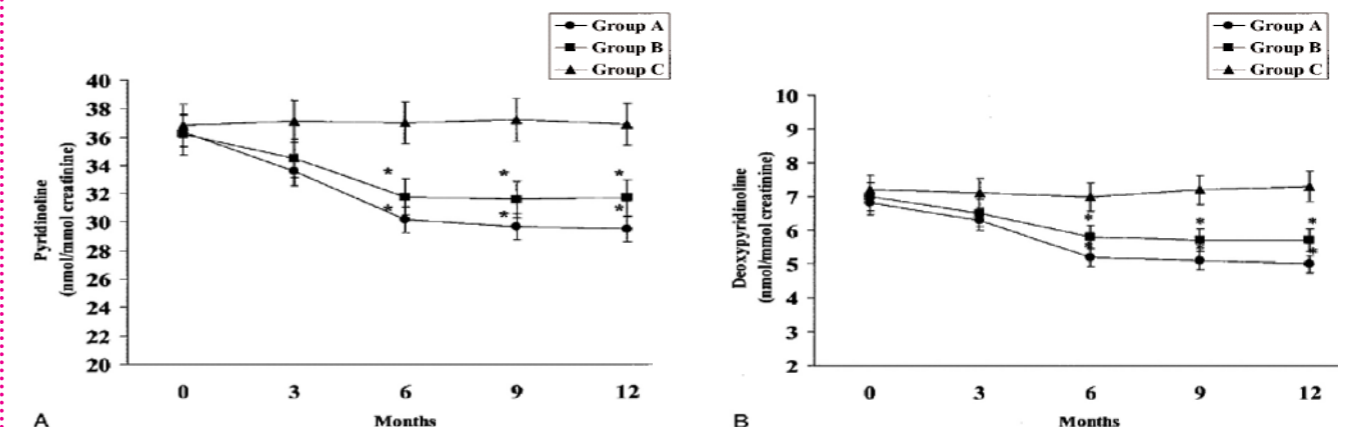 Group A
Group B
Group C
40
38
36
34
32
30
28
26
24
22
20
Pyridinoline
(nmol/mmol creatinine)
* * *
* * *
0 3 6 9 12
Months
A
Group A
Group B
Group C
10
9
8
7
6
5
4
3
2
Deoxypyridinoline
(nmol/mmol creatinine)
* * *
* * *
0 3 6 9 12
Months
B